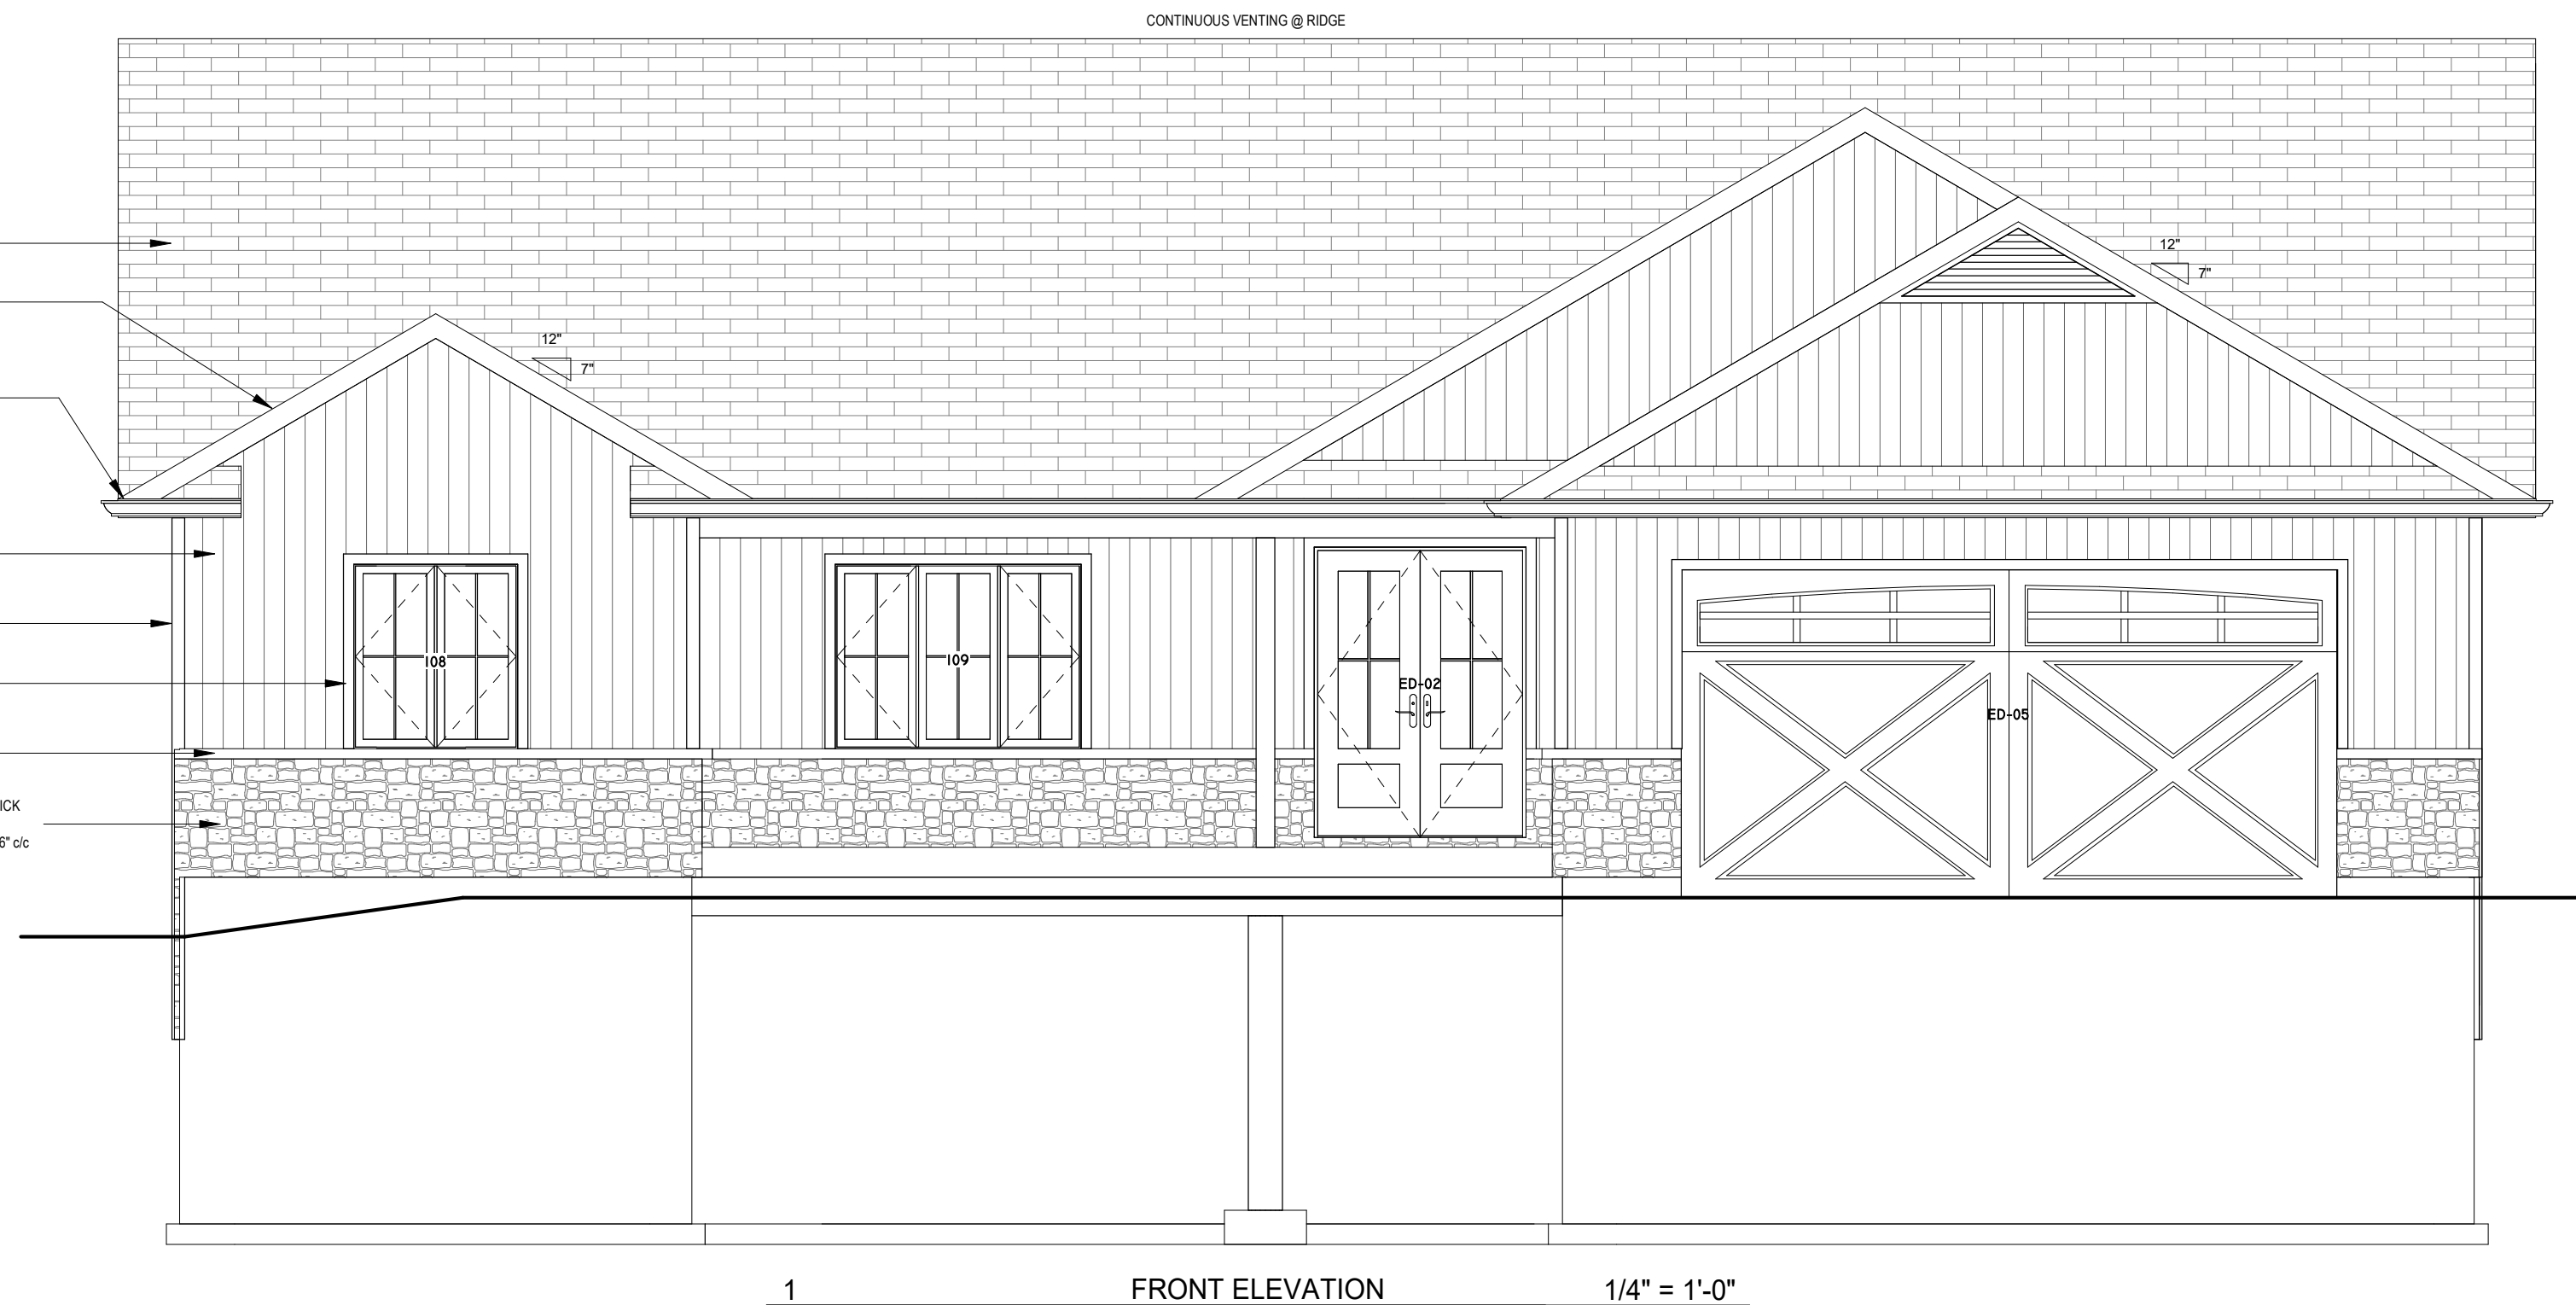 CONTINUOUS VENTING @ RIDGE
12"
7"
12"
7"
108
109
ED-02
ED-05
ICK
6" c/c
1 FRONT ELEVATION 1/4" = 1'-0"